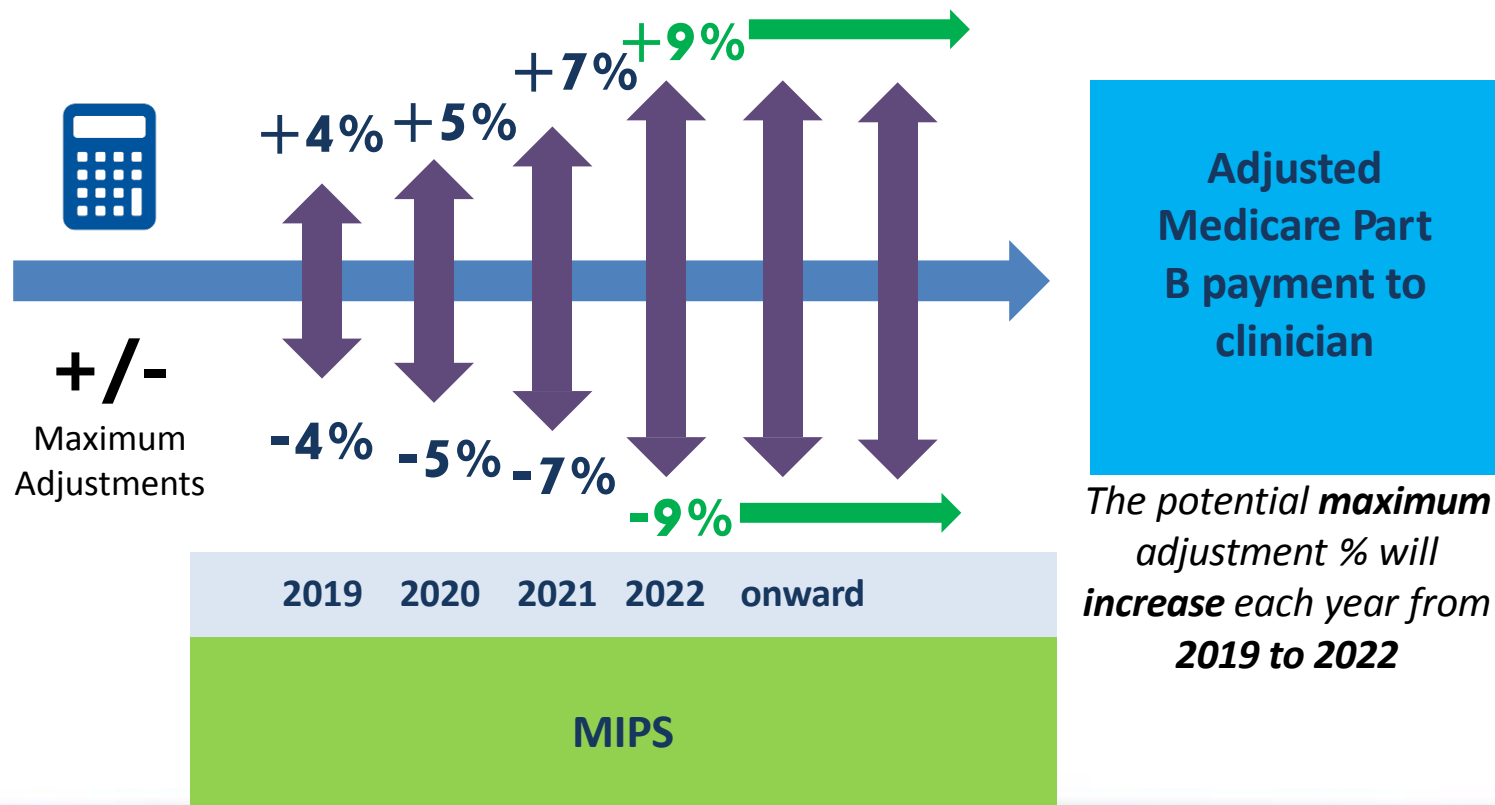 +9%
+7%
+4%
+5%
+/-
Maximum
Adjustments
-4%
-5%
-7%
-9%
2019 2020 2021 2022 onward
MIPS
Adjusted
Medicare Part
B payment to
clinician
The potential maximum
adjustment % will
increase each year from
2019 to 2022